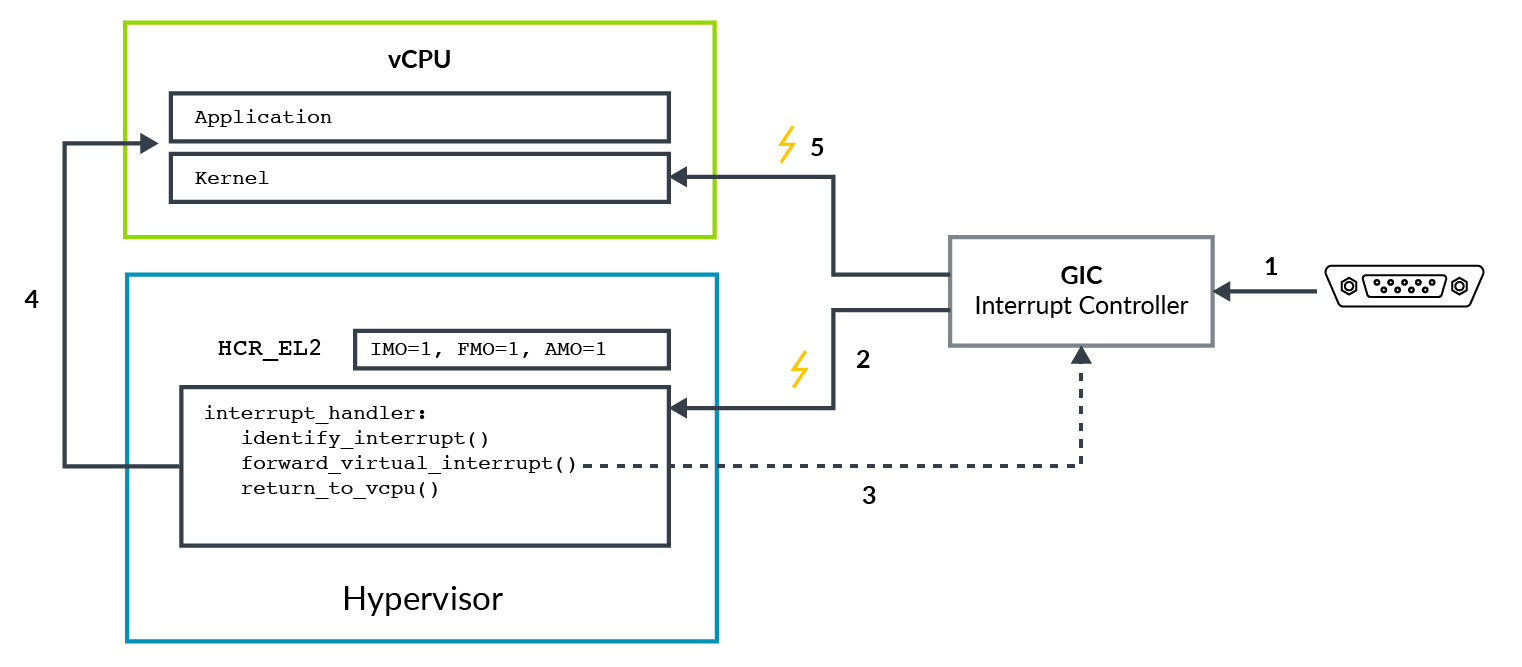 vCPU
Application
Kernel
5
4
GIC
Interrupt Controller
1
HCR_EL2
IMO=1, FMO=1, AMO=1
2
interrupt_handler:
identify_interrupt()
forward_virtual_interrupt()
return_to_vcpu()
3
Hypervisor